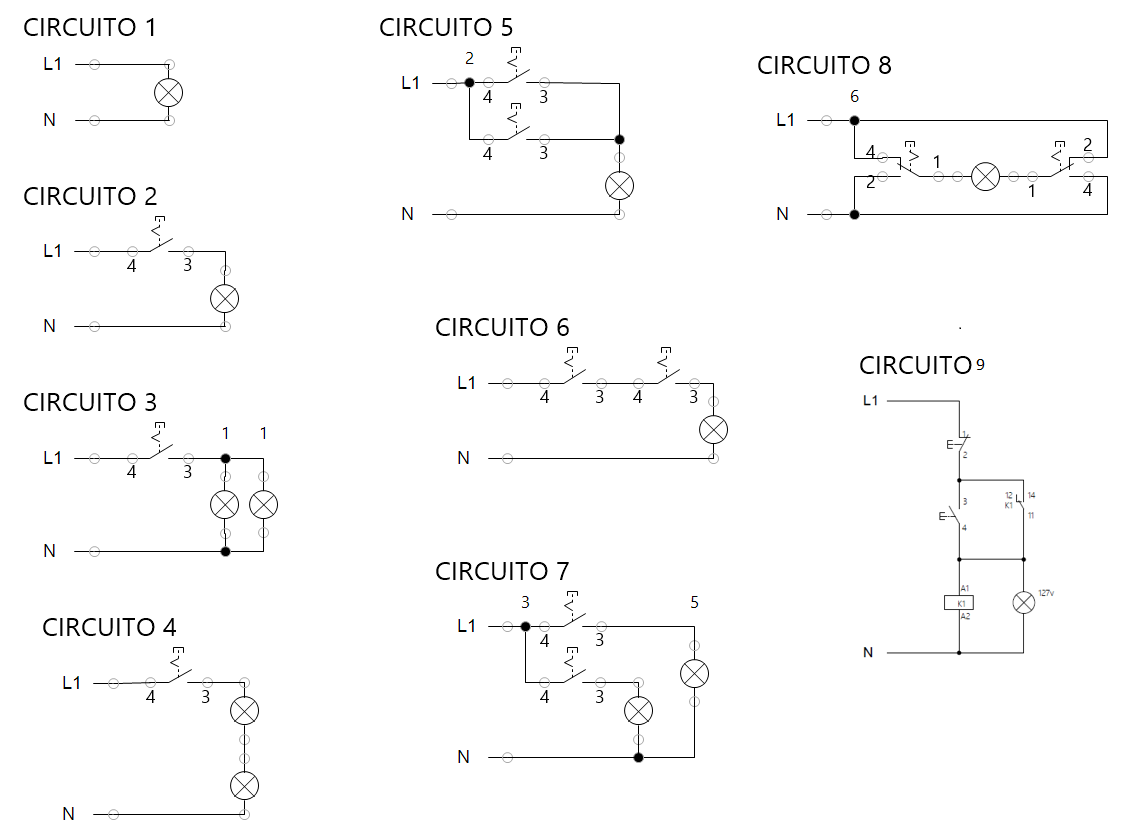 CIRCUITO 1
L1
N
CIRCUITO 2
L1
4 3
N
CIRCUITO 3
1 1
L1
4 3
N
CIRCUITO 4
L1
4 3
N
CIRCUITO 5
2
L1
4 3
4 3
N
CIRCUITO 6
L1
4 3 4 3
N
CIRCUITO 7
3 5
L1
4 3
4 3
N
CIRCUITO 8
6
L1
4 1 2
2 1 4
N
CIRCUITO 9
L1
1
2
3
12 14
K1
11
4
A1
K1
A2
127v
N